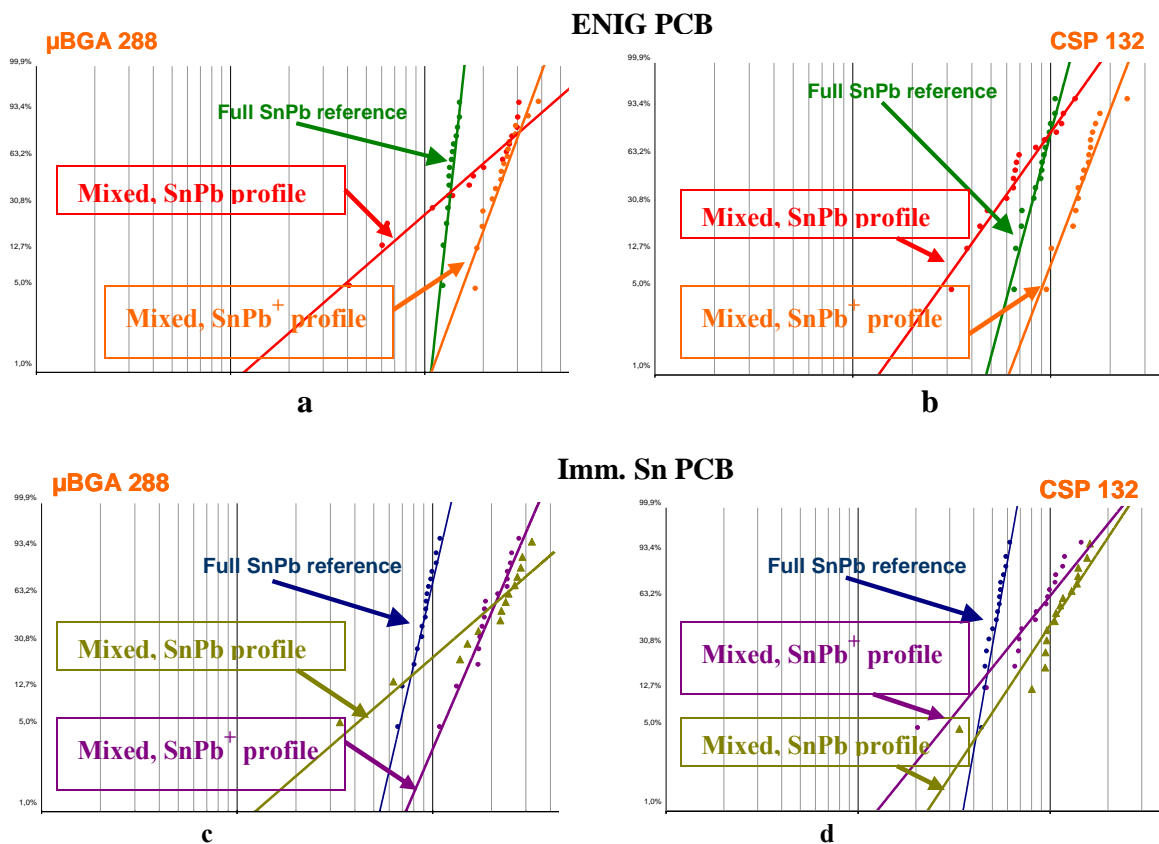 ENIG PCB
µBGA 288
CSP 132
99,9%
93,4%
63,2%
30,8%
12,7%
5,0%
1,0%
Full SnPb reference
Mixed, SnPb profile
Mixed, SnPb+ profile
a
99,9%
93,4%
63,2%
30,8%
12,7%
5,0%
1,0%
Full SnPb reference
Mixed, SnPb profile
Mixed, SnPb+ profile
b
Imm. Sn PCB
µBGA 288
CSP 132
99,9%
93,4%
63,2%
30,8%
12,7%
5,0%
1,0%
Full SnPb reference
Mixed, SnPb profile
Mixed, SnPb+ profile
c
99,9%
93,4%
63,2%
30,8%
12,7%
5,0%
1,0%
Full SnPb reference
Mixed, SnPb+ profile
Mixed, SnPb profile
d